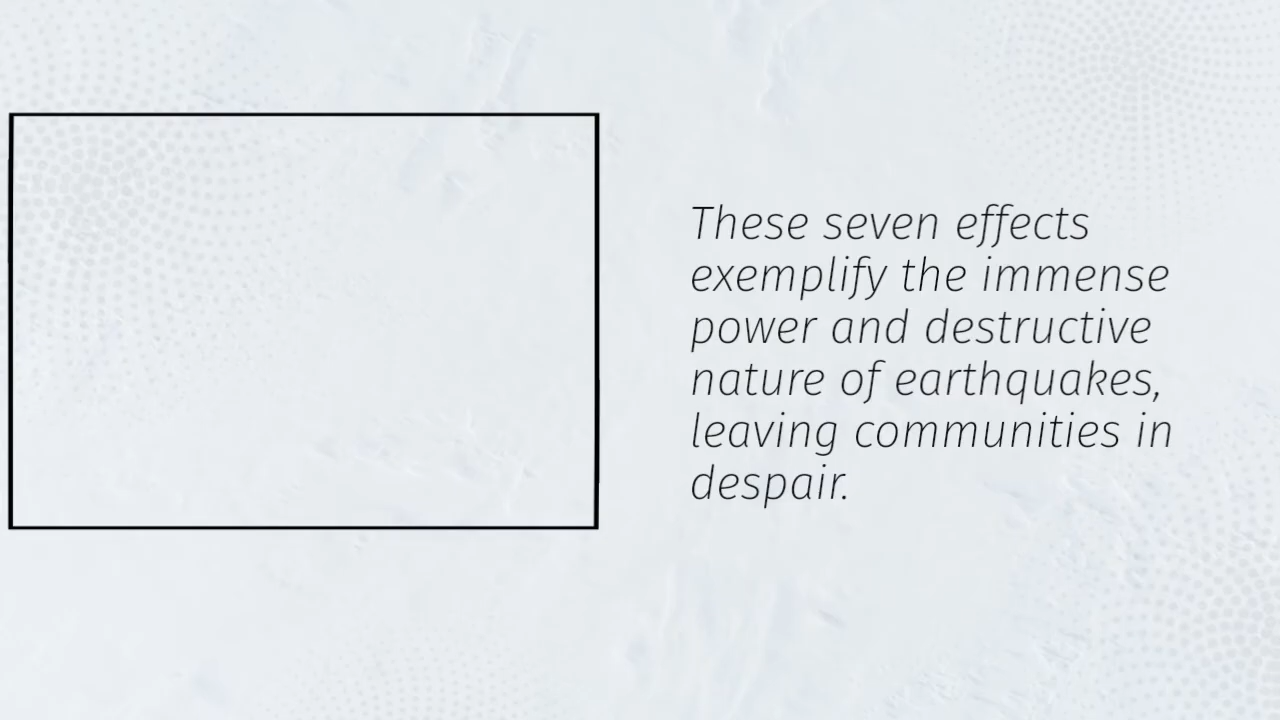 These seven effects
exemplify the immense
power and destructive
nature of earthquakes,
leaving communities in
despair.